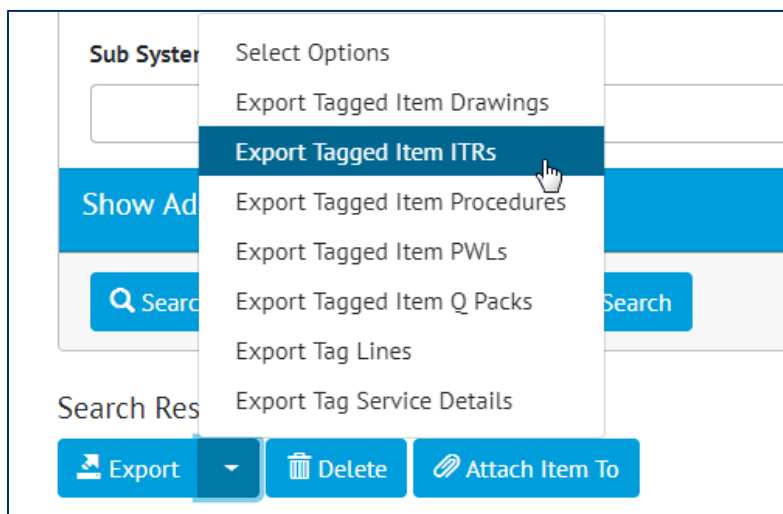 Sub Syster
Select Options
Export Tagged Item Drawings
Export Tagged Item ITRs
Show Ad
Export Tagged Item Procedures
Export Tagged Item PWLs
Searc
Export Tagged Item Q Packs
Search
Export Tag Lines
Search Res
Export Tag Service Details
Export
Delete
Attach Item To